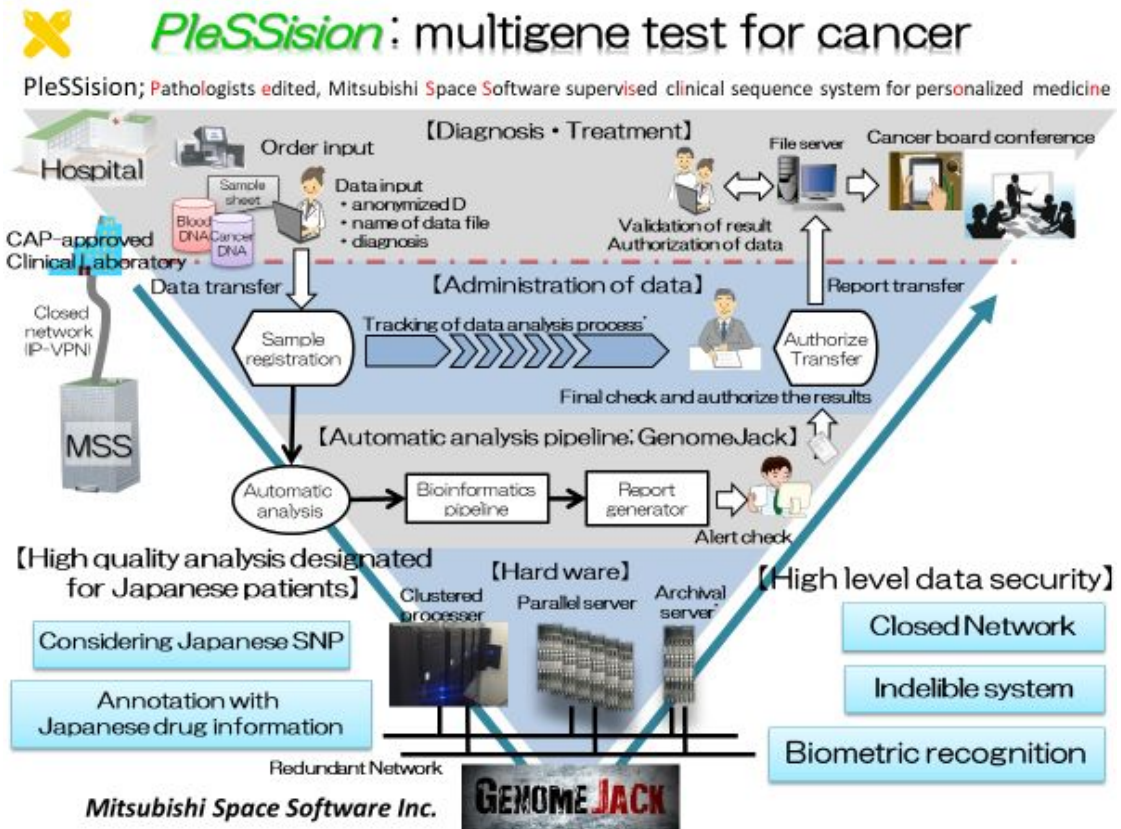 PleSSision: multigene test for cancer
PleSSision; Pathologists edited, Mitsubishi Space Software supervised clinical sequence system for personalized medicine
【Diagnosis・Treatment】
Hospital
Order input
Sample
sheet
Blood
DNA
Cancer
DNA
Data input
• anonymized D
• name of data file
• diagnosis
File server
Cancer board conference
Validation of result
Authorization of data
CAP-approved
Clinical Laboratory
Data transfer
【Administration of data】
Report transfer
Closed
network
(IP-VPN)
Sample
registration
Tracking of data analysis process'
Authorize
Transfer
Final check and authorize the results
MSS
【Automatic analysis pipeline; GenomeJack】
Automatic
analysis
Bioinformatics
pipeline
Report
generator
Alert check
【High quality analysis designated
for Japanese patients】
Considering Japanese SNP
Annotation with
Japanese drug information
【Hard ware】
Clustered
processer
Parallel server
Archival
server'
【High level data security】
Closed Network
Indelible system
Biometric recognition
Redundant Network
Mitsubishi Space Software Inc.
GENOME JACK